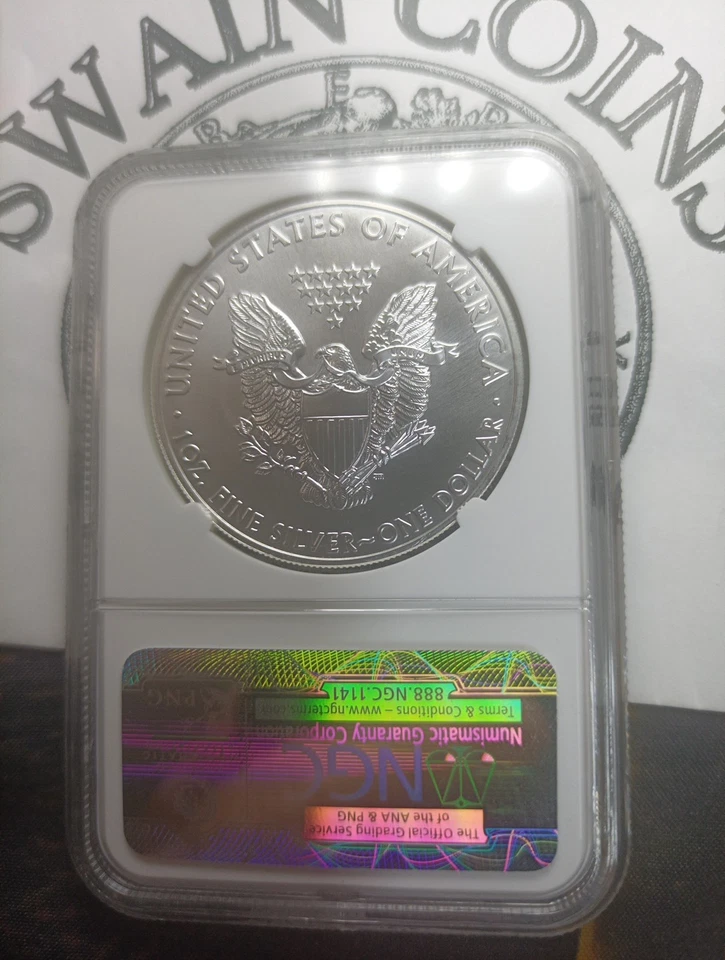 SWAIN COINS
E
UNITED STATES OF AMERICA
PLURIBUS
UNUM
1 OZ. FINE SILVER~ONE DOLLAR
888.NGC.1141
Terms & Conditions – www.ngcterms.com
Numismatic Guaranty Corporation
NGC
The Official Grading Service
of the ANA & PNG
PNG